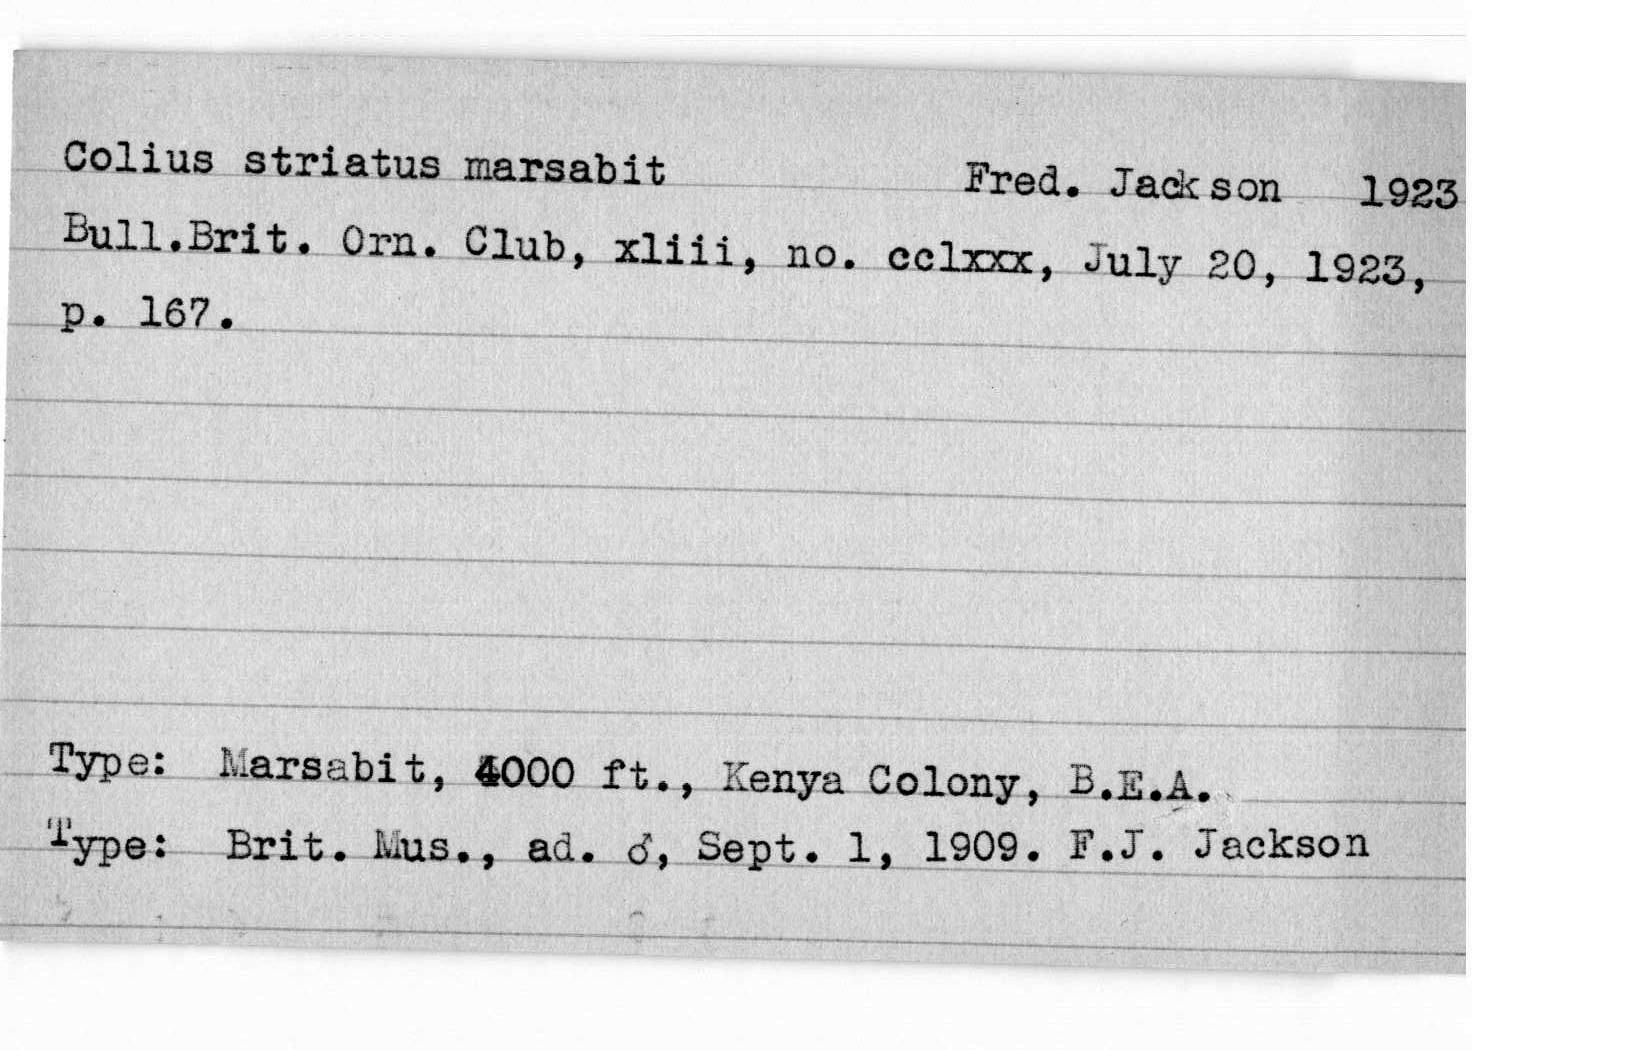 Colius striatus marsabit Fred. Jackson 1923
Bull.Brit. Orn. Club, xliii, no. cclxxx, July 20, 1923,
p. 167.
Type: Marsabit, 4000 ft., Kenya Colony, B.E.A.
Type: Brit. Mus., ad. ♂, Sept. 1, 1909. F.J. Jackson